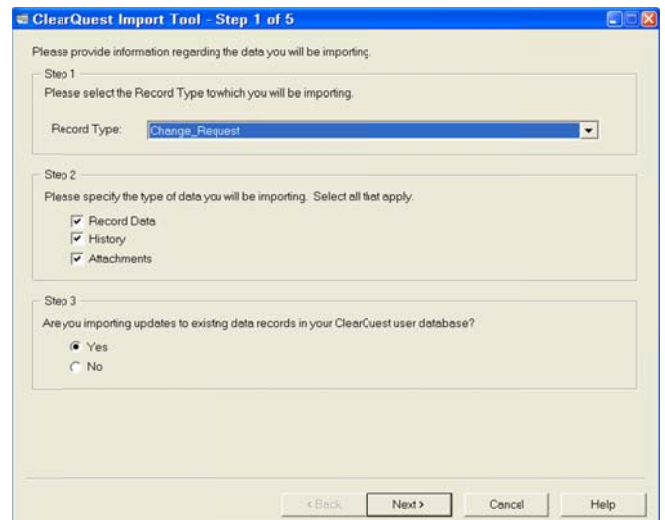 ClearQuest Import Tool - Step 1 of 5
Please provide information regarding the data you will be importing.
Step 1
Please select the Record Type to which you will be importing.
Record Type: Change_Request
Step 2
Please specify the type of data you will be importing. Select all that apply.
Record Data
History
Attachments
Step 3
Are you importing updates to existing data records in your ClearQuest user database?
Yes
No
< Back Next > Cancel Help